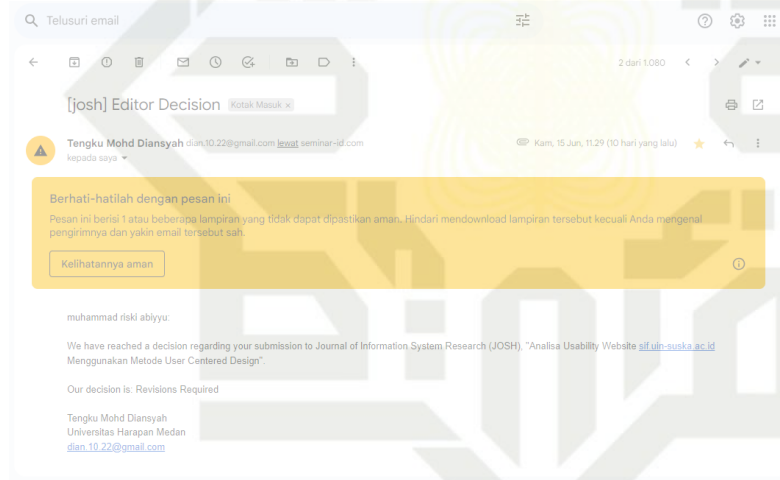 Telusuri email
2 dari 1.080
[josh] Editor Decision Kotak Masuk x
Tengku Mohd Diansyah dian.10.22@gmail.com lewat seminar-id.com Kam, 15 Jun, 11.29 (10 hari yang lalu)
kepada saya
Berhati-hatilah dengan pesan ini
Pesan ini berisi 1 atau beberapa lampiran yang tidak dapat dipastikan aman. Hindari mendownload lampiran tersebut kecuali Anda mengenal
pengirimnya dan yakin email tersebut sah.
Kelihatannya aman
muhammad riski abiyyu:
We have reached a decision regarding your submission to Journal of Information System Research (JOSH), "Analisa Usability Website sif.uin-suska.ac.id
Menggunakan Metode User Centered Design".
Our decision is: Revisions Required
Tengku Mohd Diansyah
Universitas Harapan Medan
dian.10.22@gmail.com